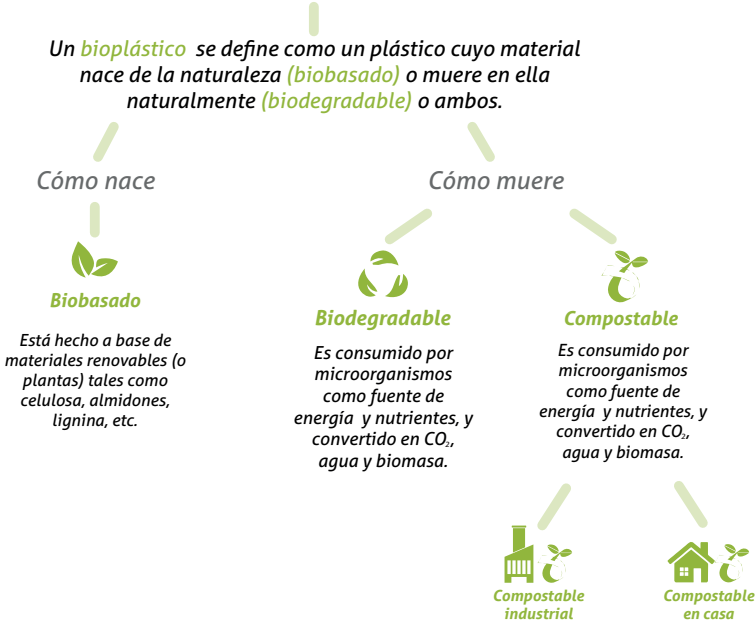 Un bioplástico se define como un plástico cuyo material
nace de la naturaleza (biobasado) o muere en ella
naturalmente (biodegradable) o ambos.
Cómo nace
Cómo muere
Biobasado
Está hecho a base de
materiales renovables (o
plantas) tales como
celulosa, almidones,
lignina, etc.
Biodegradable
Es consumido por
microorganismos
como fuente de
energía y nutrientes, y
convertido en CO₂,
agua y biomasa.
Compostable
Es consumido por
microorganismos
como fuente de
energía y nutrientes, y
convertido en CO₂,
agua y biomasa.
Compostable
industrial
Compostable
en casa